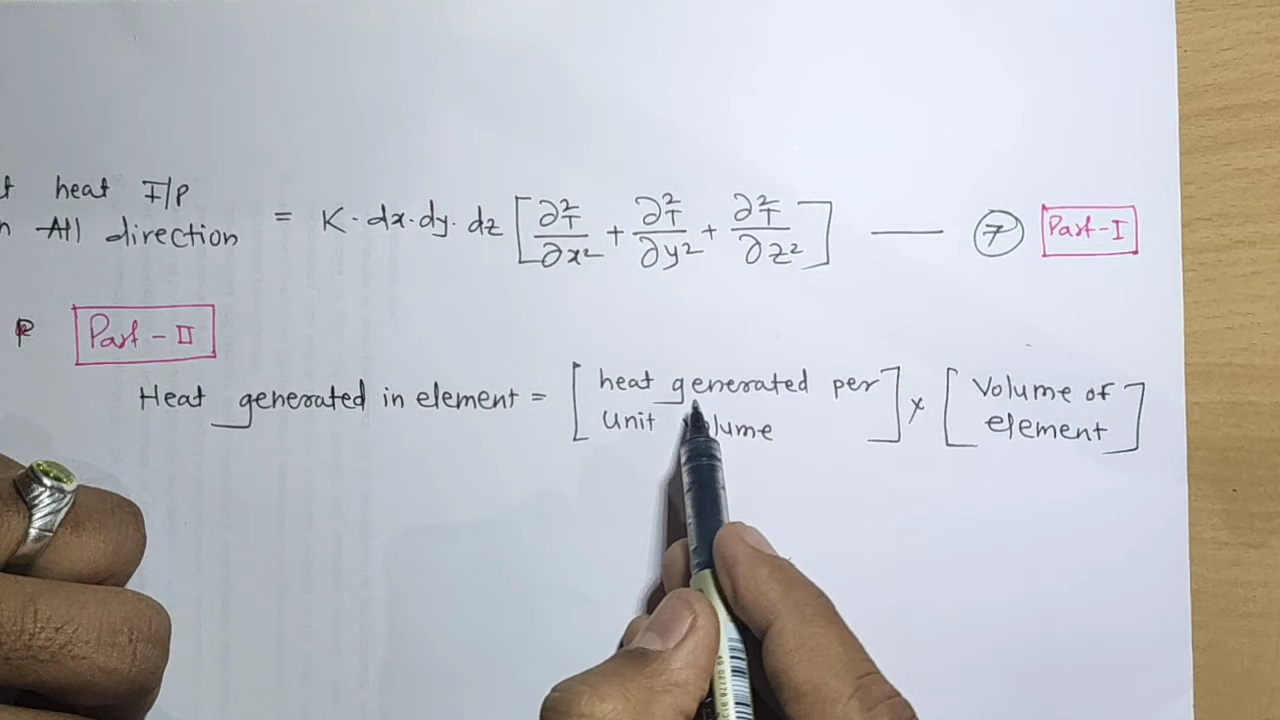 heat I/P
All direction = K·dx·dy·dz [∂²T/∂x² + ∂²T/∂y² + ∂²T/∂z²] —— ⑦ Part-I
Part-II
Heat generated in element = [heat generated per × [Volume of
unit volume] element]